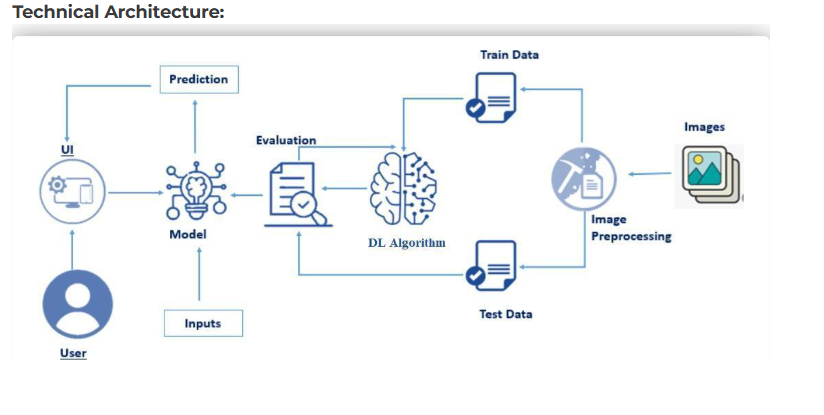 Technical Architecture:
Train Data
Prediction
Images
Evaluation
UI
Image
Preprocessing
Model
DL Algorithm
Test Data
Inputs
User